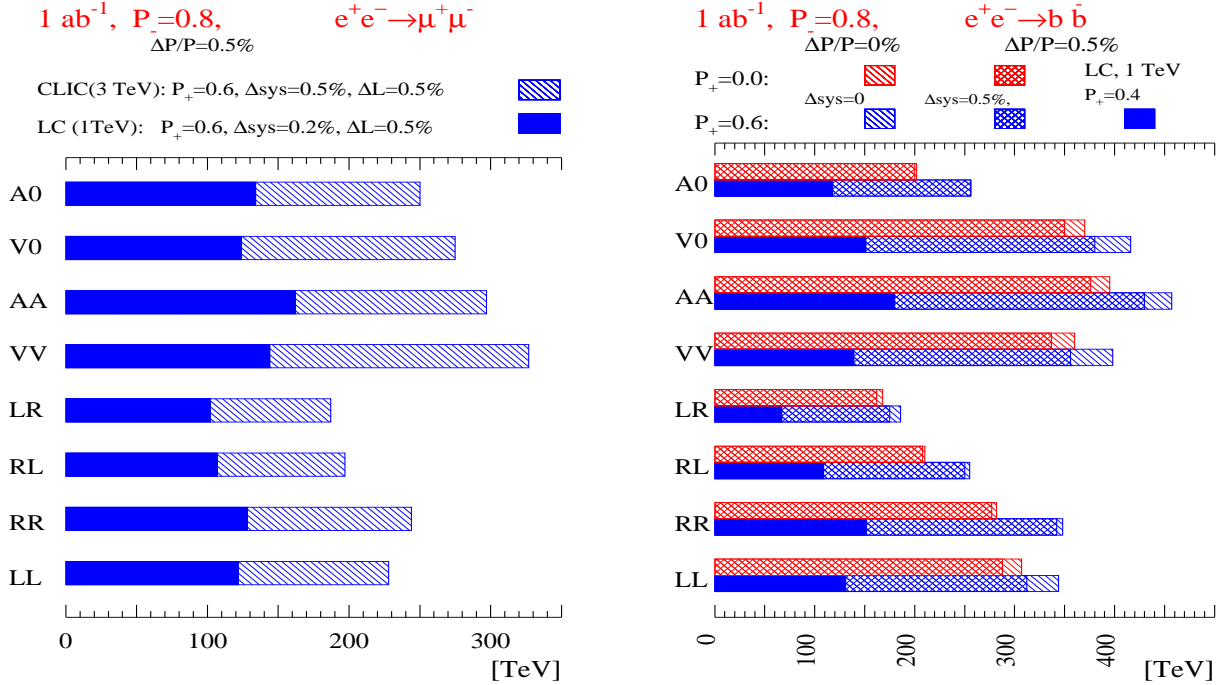 1 ab⁻¹, P₋=0.8, e⁺e⁻→μ⁺μ⁻
ΔP/P=0.5%
CLIC(3 TeV): P₊=0.6, Δsys=0.5%, ΔL=0.5%
LC (1TeV): P₊=0.6, Δsys=0.2%, ΔL=0.5%
A0
V0
AA
VV
LR
RL
RR
LL
0 100 200 300
[TeV]
1 ab⁻¹, P₋=0.8, e⁺e⁻→b b̄
ΔP/P=0% ΔP/P=0.5%
P₊=0.0: LC, 1 TeV
Δsys=0 Δsys=0.5%, P₊=0.4
P₊=0.6:
A0
V0
AA
VV
LR
RL
RR
LL
0 100 200 300 400
[TeV]